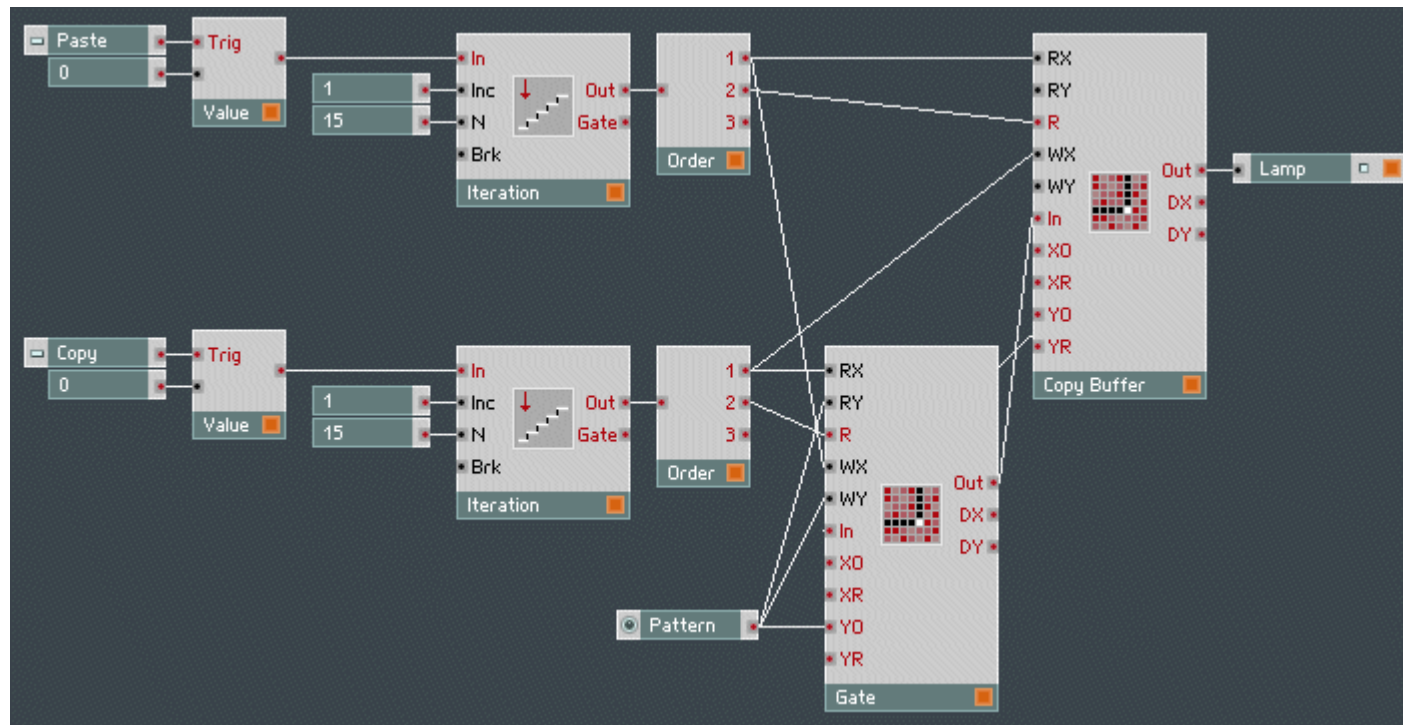 Paste
0
Trig
Value
1
15
In
Inc
N
Brk
Out
Gate
Iteration
1
2
3
Order
RX
RY
R
WX
WY
In
XO
XR
YO
YR
Out
DX
DY
Copy Buffer
Lamp
Copy
0
Trig
Value
1
15
In
Inc
N
Brk
Out
Gate
Iteration
1
2
3
Order
Pattern
RX
RY
R
WX
WY
In
XO
XR
YO
YR
Out
DX
DY
Gate